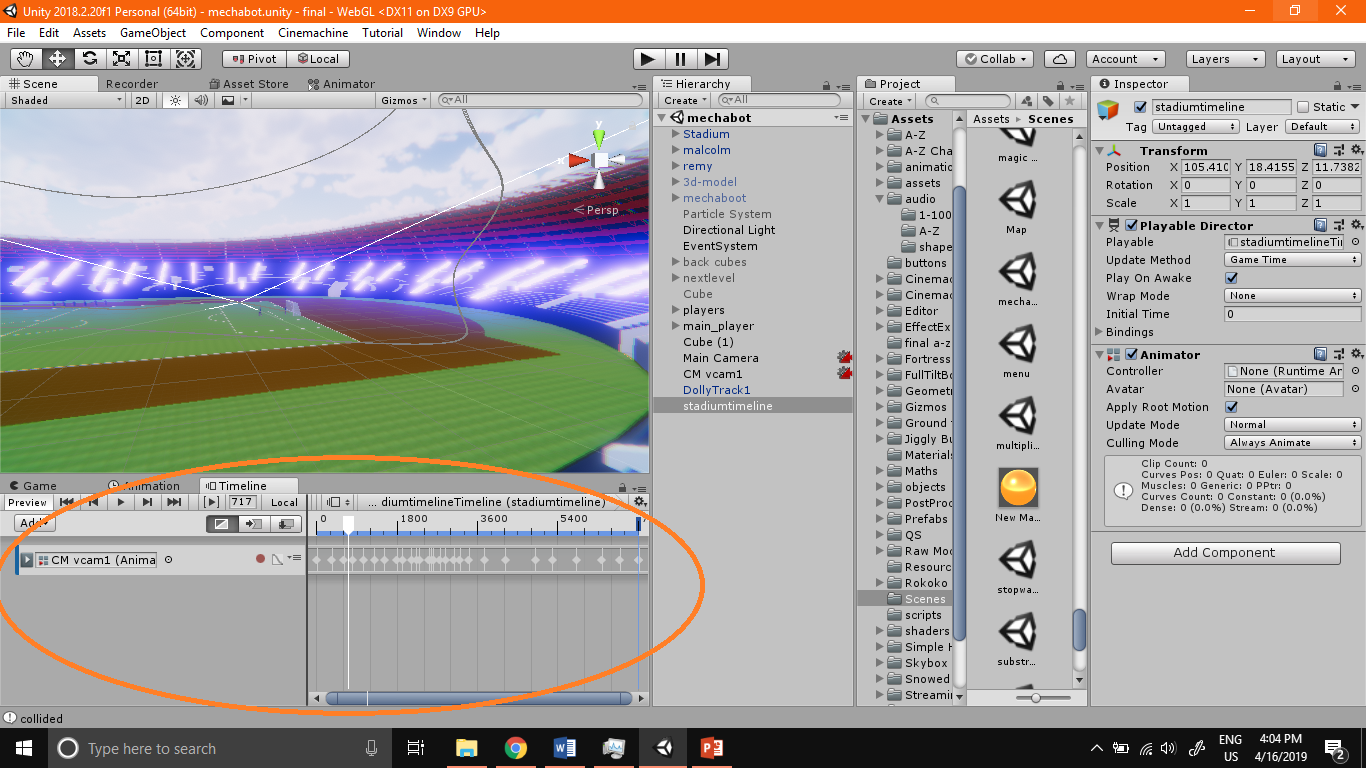 Unity 2018.2.20f1 Personal (64bit) - mechabot.unity - final - WebGL <DX11 on DX9 GPU>
File Edit Assets GameObject Component Cinemachine Tutorial Window Help
Pivot Local Collab Account Layers Layout
Scene Recorder Asset Store Animator
Shaded 2D Gizmos All
y
x
Persp
Hierarchy
Create All
mechabot
Stadium
malcolm
remy
3d-model
mechaboot
Particle System
Directional Light
EventSystem
back cubes
nextlevel
Cube
players
main_player
Cube (1)
Main Camera
CM vcam1
DollyTrack1
stadiumtimeline
Project
Create
Assets
A-Z
A-Z Cha
animatio
assets
audio
1-100
A-Z
shape
buttons
Cinemac
Cinemac
Editor
EffectEx
final a-z
Fortress
FullTiltBo
Geomet
Gizmos
Ground
Jiggly Bu
Materials
Maths
objects
PostProc
Prefabs
QS
Raw Moc
Resourc
Rokoko
Scenes
scripts
shaders
Simple H
Skybox
Snowed
Streamin
Assets Scenes
magic ...
Map
mecha...
menu
multipli...
New Ma...
stopwa...
substr...
Inspector
stadiumtimeline Static
Tag Untagged Layer Default
Transform
Position X 105.410 Y 18.4155 Z 11.7382
Rotation X 0 Y 0 Z 0
Scale X 1 Y 1 Z 1
Playable Director
Playable stadiumtimelineTi
Update Method Game Time
Play On Awake
Wrap Mode None
Initial Time 0
Bindings
Animator
Controller None (Runtime Ar
Avatar None (Avatar)
Apply Root Motion
Update Mode Normal
Culling Mode Always Animate
Clip Count: 0
Curves Pos: 0 Quat: 0 Euler: 0 Scale: 0
Muscles: 0 Generic: 0 PPtr: 0
Curves Count: 0 Constant: 0 (0.0%)
Dense: 0 (0.0%) Stream: 0 (0.0%)
Add Component
Game Animation Timeline
Preview 717 Local ... diumtimelineTimeline (stadiumtimeline)
Add 0 1800 3600 5400
CM vcam1 (Anima
collided
Type here to search
ENG
US
4:04 PM
4/16/2019
2